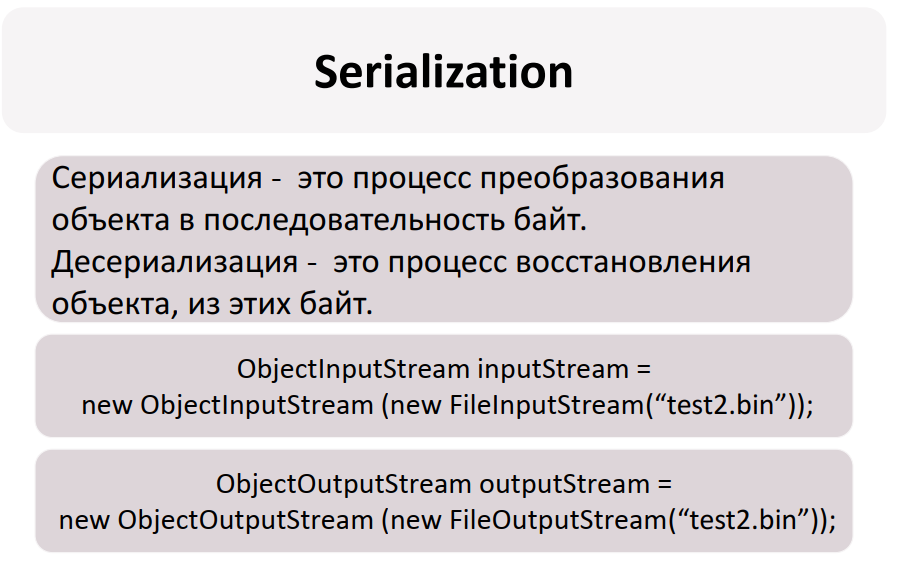 Serialization
Сериализация -  это процесс преобразования
объекта в последовательность байт.
Десериализация -  это процесс восстановления
объекта, из этих байт.
ObjectInputStream inputStream =
new ObjectInputStream (new FileInputStream(“test2.bin”));
ObjectOutputStream outputStream =
new ObjectOutputStream (new FileOutputStream(“test2.bin”));